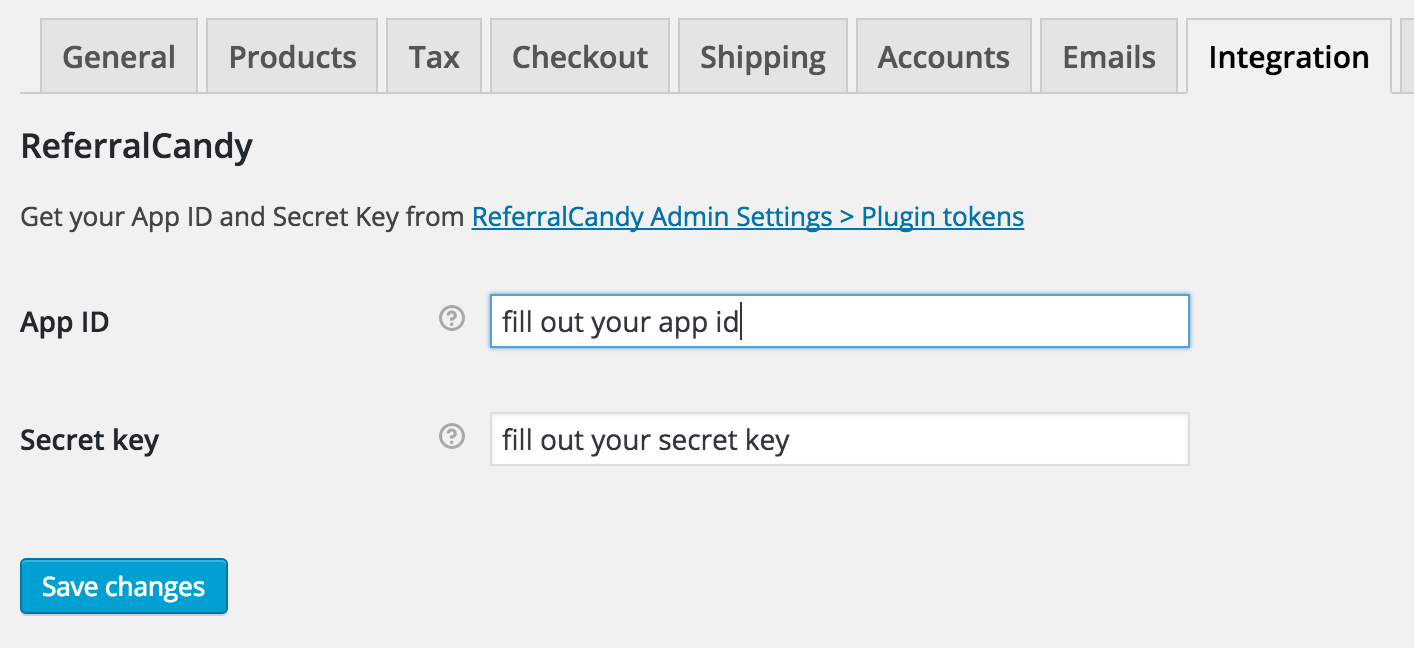 General Products Tax Checkout Shipping Accounts Emails Integration
ReferralCandy
Get your App ID and Secret Key from ReferralCandy Admin Settings > Plugin tokens
App ID ? fill out your app id
Secret key ? fill out your secret key
Save changes